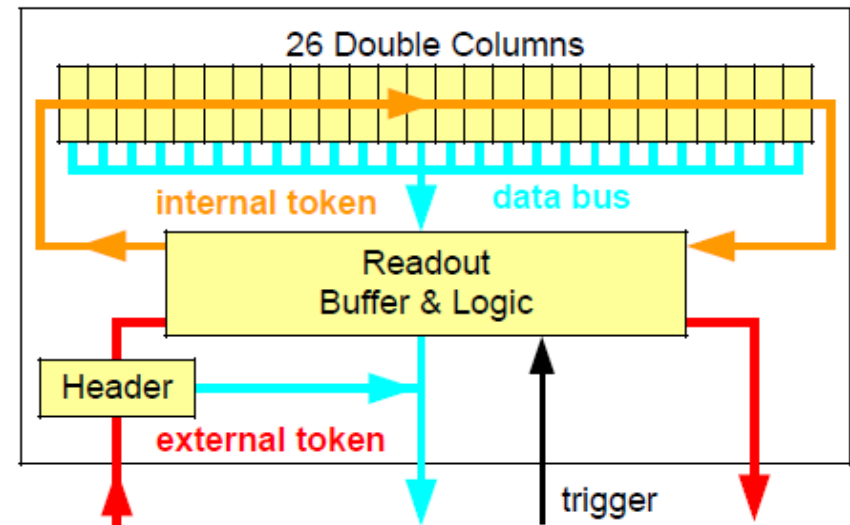 26 Double Columns
internal token
data bus
Readout
Buffer & Logic
Header
external token
trigger